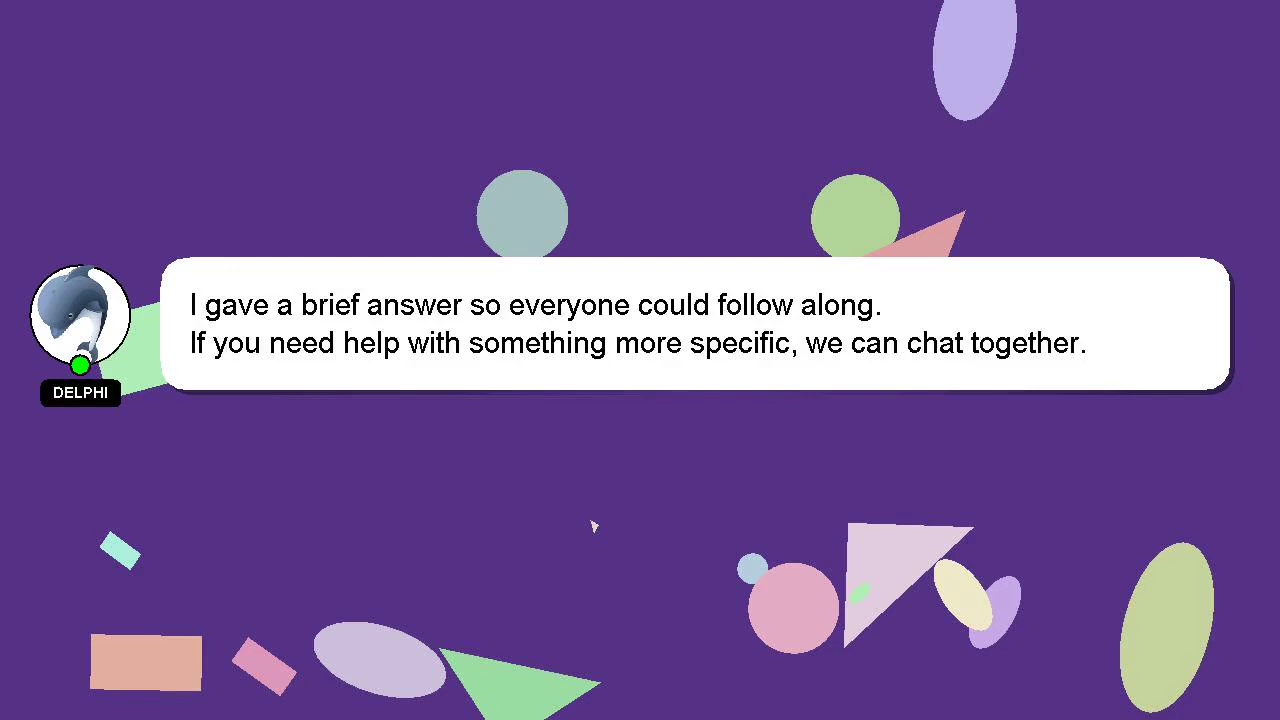 I gave a brief answer so everyone could follow along.
If you need help with something more specific, we can chat together.
DELPHI